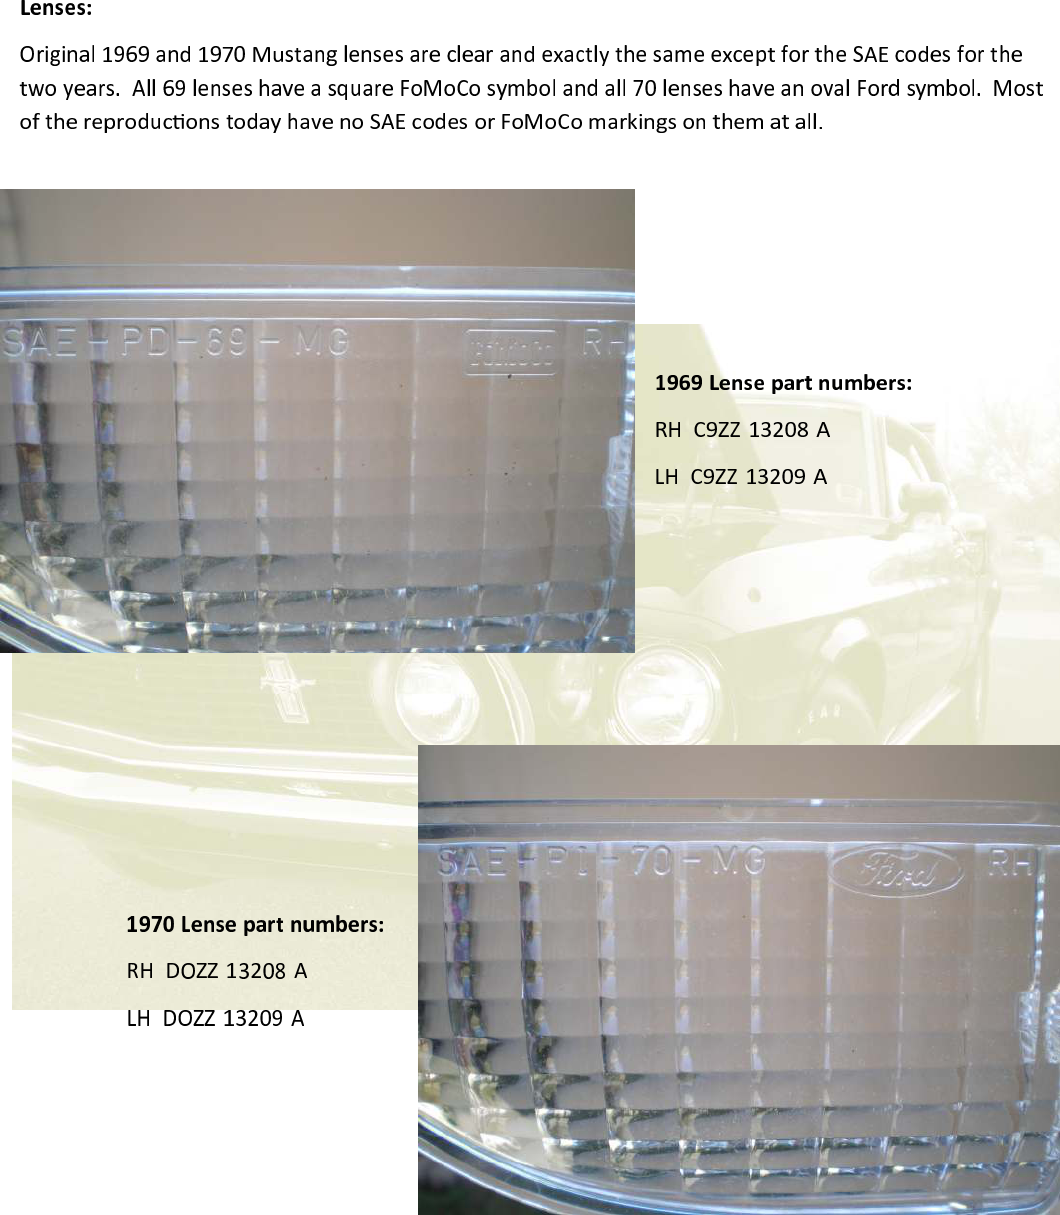 Lenses:
Original 1969 and 1970 Mustang lenses are clear and exactly the same except for the SAE codes for the
two years.  All 69 lenses have a square FoMoCo symbol and all 70 lenses have an oval Ford symbol.  Most
of the reproductions today have no SAE codes or FoMoCo markings on them at all.
SAE - PD - 69 - MG FoMoCo RH
1969 Lense part numbers:
RH  C9ZZ 13208 A
LH  C9ZZ 13209 A
SAE - PD - 70 - MG Ford RH
1970 Lense part numbers:
RH  DOZZ 13208 A
LH  DOZZ 13209 A